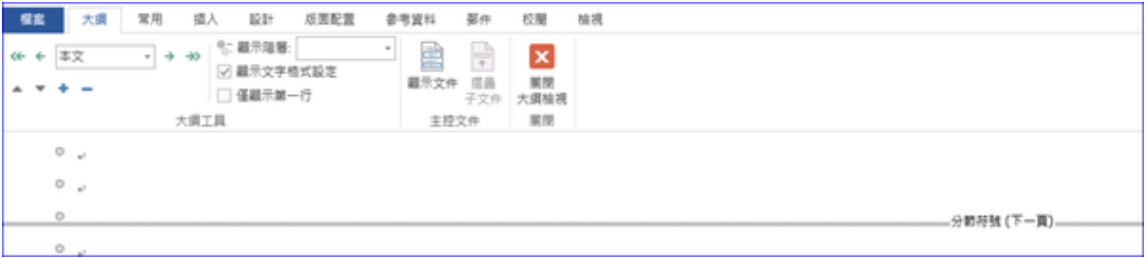 檔案 大綱 常用 插入 設計 版面配置 參考資料 郵件 校閱 檢視
本文 顯示階層:
顯示文字格式設定
僅顯示第一行
顯示文件 摺疊 關閉
子文件 大綱檢視
大綱工具 主控文件 關閉
分節符號 (下一頁)